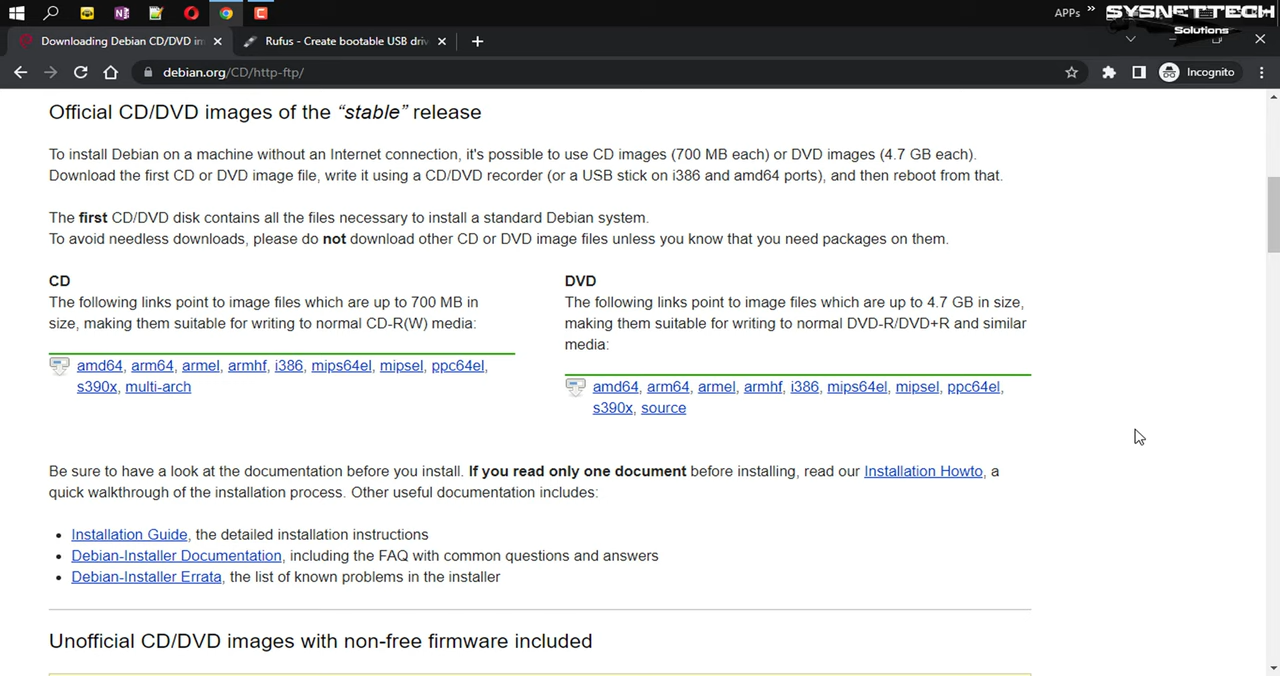 APPs »
SYSNETTECH
Solutions
Downloading Debian CD/DVD im
Rufus - Create bootable USB driv
debian.org/CD/http-ftp/
Incognito
Official CD/DVD images of the “stable” release
To install Debian on a machine without an Internet connection, it's possible to use CD images (700 MB each) or DVD images (4.7 GB each).
Download the first CD or DVD image file, write it using a CD/DVD recorder (or a USB stick on i386 and amd64 ports), and then reboot from that.
The first CD/DVD disk contains all the files necessary to install a standard Debian system.
To avoid needless downloads, please do not download other CD or DVD image files unless you know that you need packages on them.
CD
The following links point to image files which are up to 700 MB in
size, making them suitable for writing to normal CD-R(W) media:
amd64, arm64, armel, armhf, i386, mips64el, mipsel, ppc64el,
s390x, multi-arch
DVD
The following links point to image files which are up to 4.7 GB in size,
making them suitable for writing to normal DVD-R/DVD+R and similar
media:
amd64, arm64, armel, armhf, i386, mips64el, mipsel, ppc64el,
s390x, source
Be sure to have a look at the documentation before you install. If you read only one document before installing, read our Installation Howto, a
quick walkthrough of the installation process. Other useful documentation includes:
• Installation Guide, the detailed installation instructions
• Debian-Installer Documentation, including the FAQ with common questions and answers
• Debian-Installer Errata, the list of known problems in the installer
Unofficial CD/DVD images with non-free firmware included